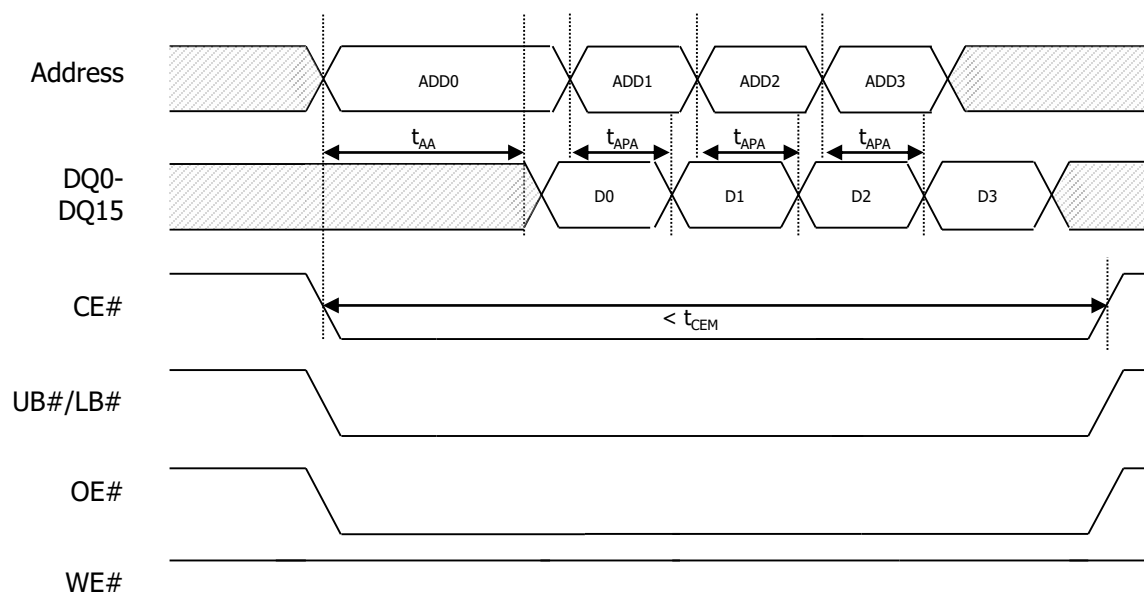 Address
ADD0 ADD1 ADD2 ADD3
tAA tAPA tAPA tAPA
DQ0-
DQ15
D0 D1 D2 D3
CE#
< tCEM
UB#/LB#
OE#
WE#